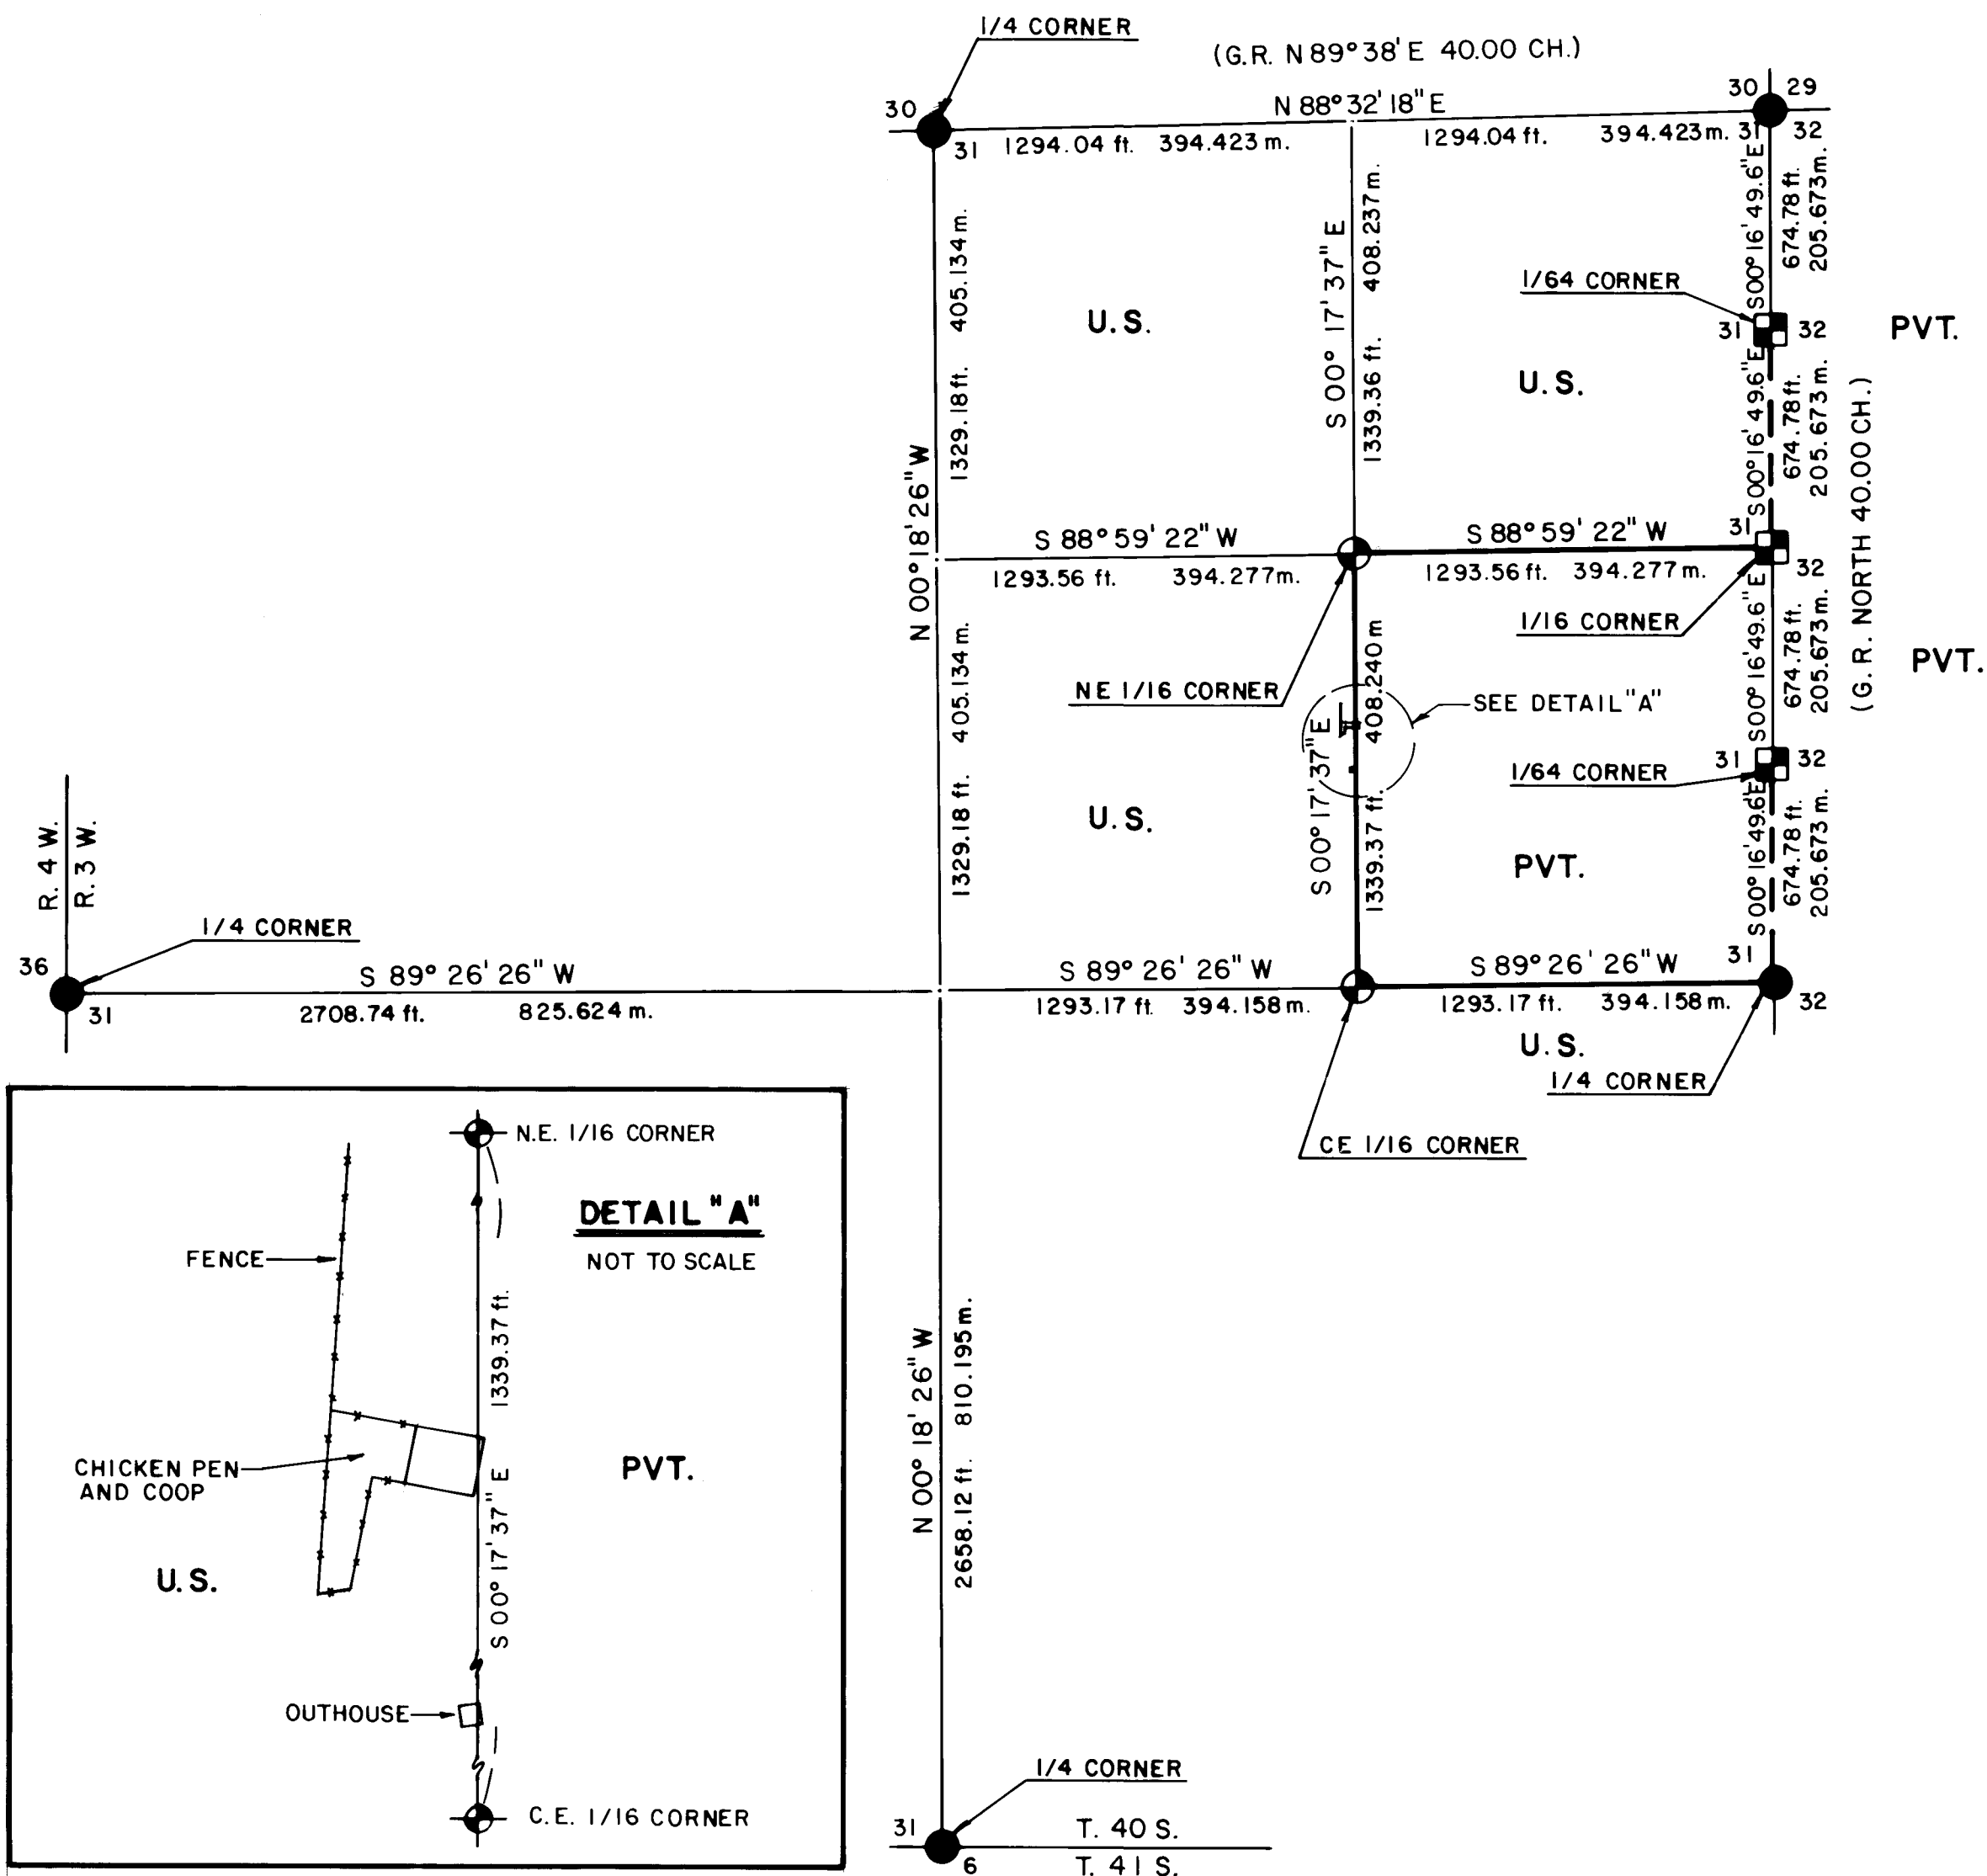 1/4 CORNER
(G.R. N 89° 38' E 40.00 CH.)
30
N 88° 32' 18" E
30 29
31
1294.04 ft. 394.423 m.
1294.04 ft. 394.423 m.
31 32
1329.18 ft. 405.134 m.
S 00° 17' 37" E
1339.36 ft. 408.237 m.
S 00° 16' 49.6" E
674.78 ft.
205.673 m.
1/64 CORNER
31 32
U.S.
U.S.
PVT.
S 00° 16' 49.6" E
674.78 ft.
205.673 m.
(G.R. NORTH 40.00 CH.)
N 00° 18' 26" W
S 88° 59' 22" W
S 88° 59' 22" W
31
1293.56 ft. 394.277 m.
1293.56 ft. 394.277 m.
32
1/16 CORNER
S 00° 16' 49.6" E
674.78 ft.
205.673 m.
PVT.
NE 1/16 CORNER
SEE DETAIL "A"
1329.18 ft. 405.134 m.
S 00° 17' 37" E
1339.37 ft. 408.240 m
31 32
1/64 CORNER
U.S.
PVT.
S 00° 16' 49.6" E
674.78 ft.
205.673 m.
R. 4 W.
R. 3 W.
1/4 CORNER
36
31
S 89° 26' 26" W
2708.74 ft. 825.624 m.
S 89° 26' 26" W
1293.17 ft. 394.158 m.
S 89° 26' 26" W
1293.17 ft. 394.158 m.
31
32
U.S.
1/4 CORNER
CE 1/16 CORNER
N 00° 18' 26" W
2658.12 ft. 810.195 m.
1/4 CORNER
31
6
T. 40 S.
T. 41 S.
N.E. 1/16 CORNER
DETAIL "A"
NOT TO SCALE
FENCE
S 00° 17' 37" E 1339.37 ft.
CHICKEN PEN
AND COOP
PVT.
U.S.
OUTHOUSE
C.E. 1/16 CORNER